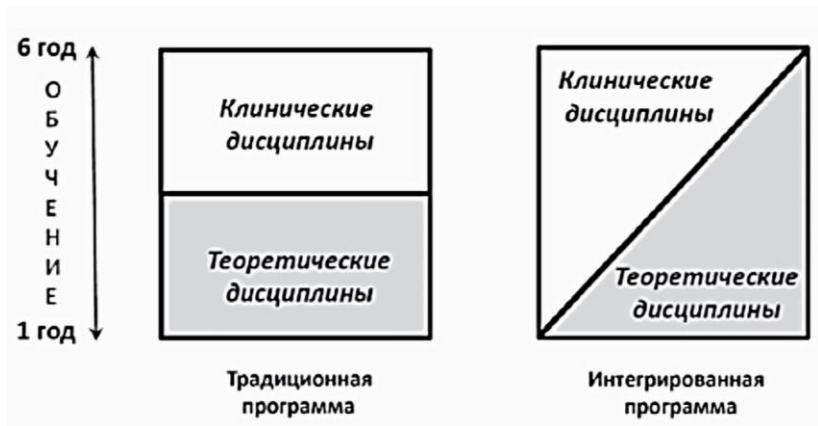 6 год
О
Б
У
Ч
Е
Н
И
Е
1 год
Клинические
дисциплины
Теоретические
дисциплины
Традиционная
программа
Клинические
дисциплины
Теоретические
дисциплины
Интегрированная
программа